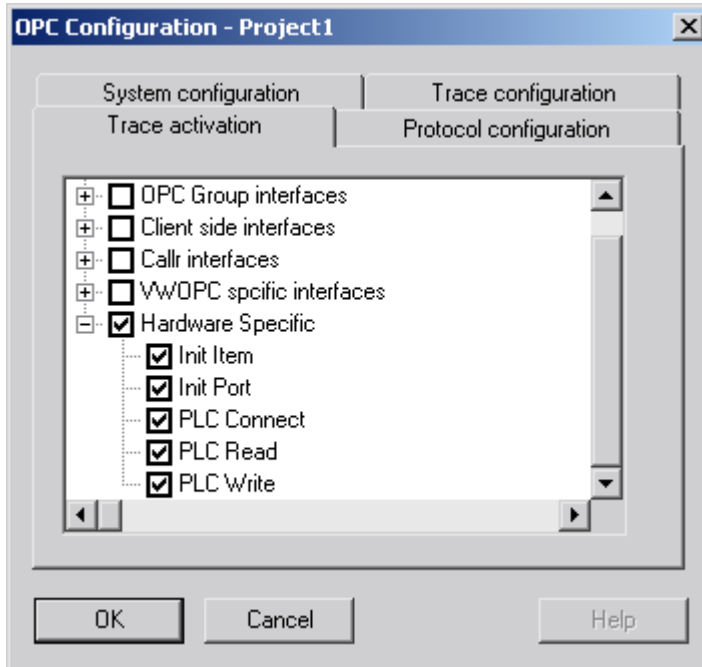 OPC Configuration - Project1
System configuration
Trace configuration
Trace activation
Protocol configuration
OPC Group interfaces
Client side interfaces
Callr interfaces
VWOPC spcific interfaces
Hardware Specific
Init Item
Init Port
PLC Connect
PLC Read
PLC Write
OK
Cancel
Help